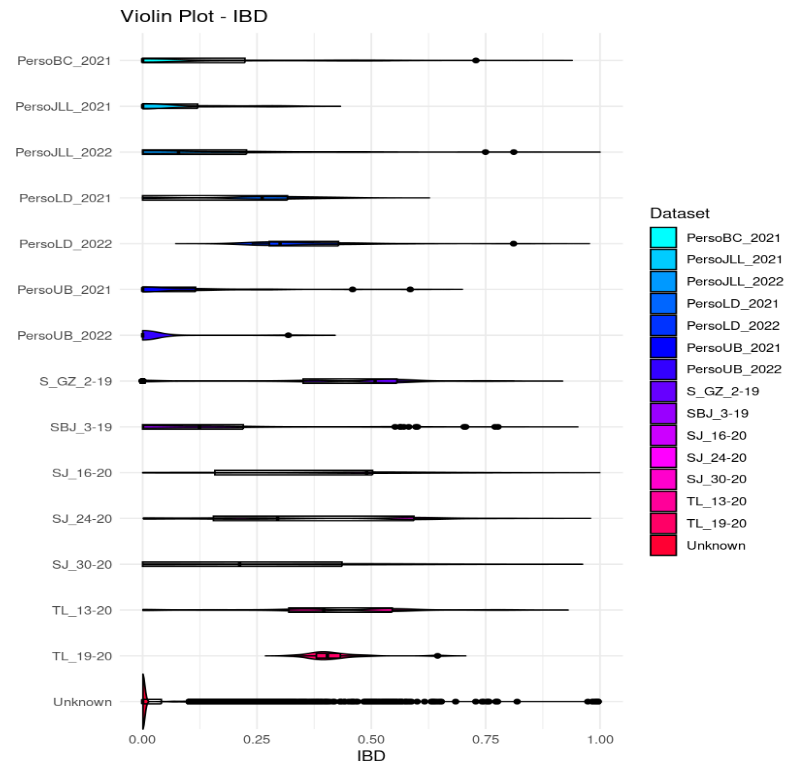 Violin Plot - IBD
PersoBC_2021
PersoJLL_2021
PersoJLL_2022
PersoLD_2021
PersoLD_2022
PersoUB_2021
PersoUB_2022
S_GZ_2-19
SBJ_3-19
SJ_16-20
SJ_24-20
SJ_30-20
TL_13-20
TL_19-20
Unknown
0.00 0.25 0.50 0.75 1.00
IBD
Dataset
PersoBC_2021
PersoJLL_2021
PersoJLL_2022
PersoLD_2021
PersoLD_2022
PersoUB_2021
PersoUB_2022
S_GZ_2-19
SBJ_3-19
SJ_16-20
SJ_24-20
SJ_30-20
TL_13-20
TL_19-20
Unknown